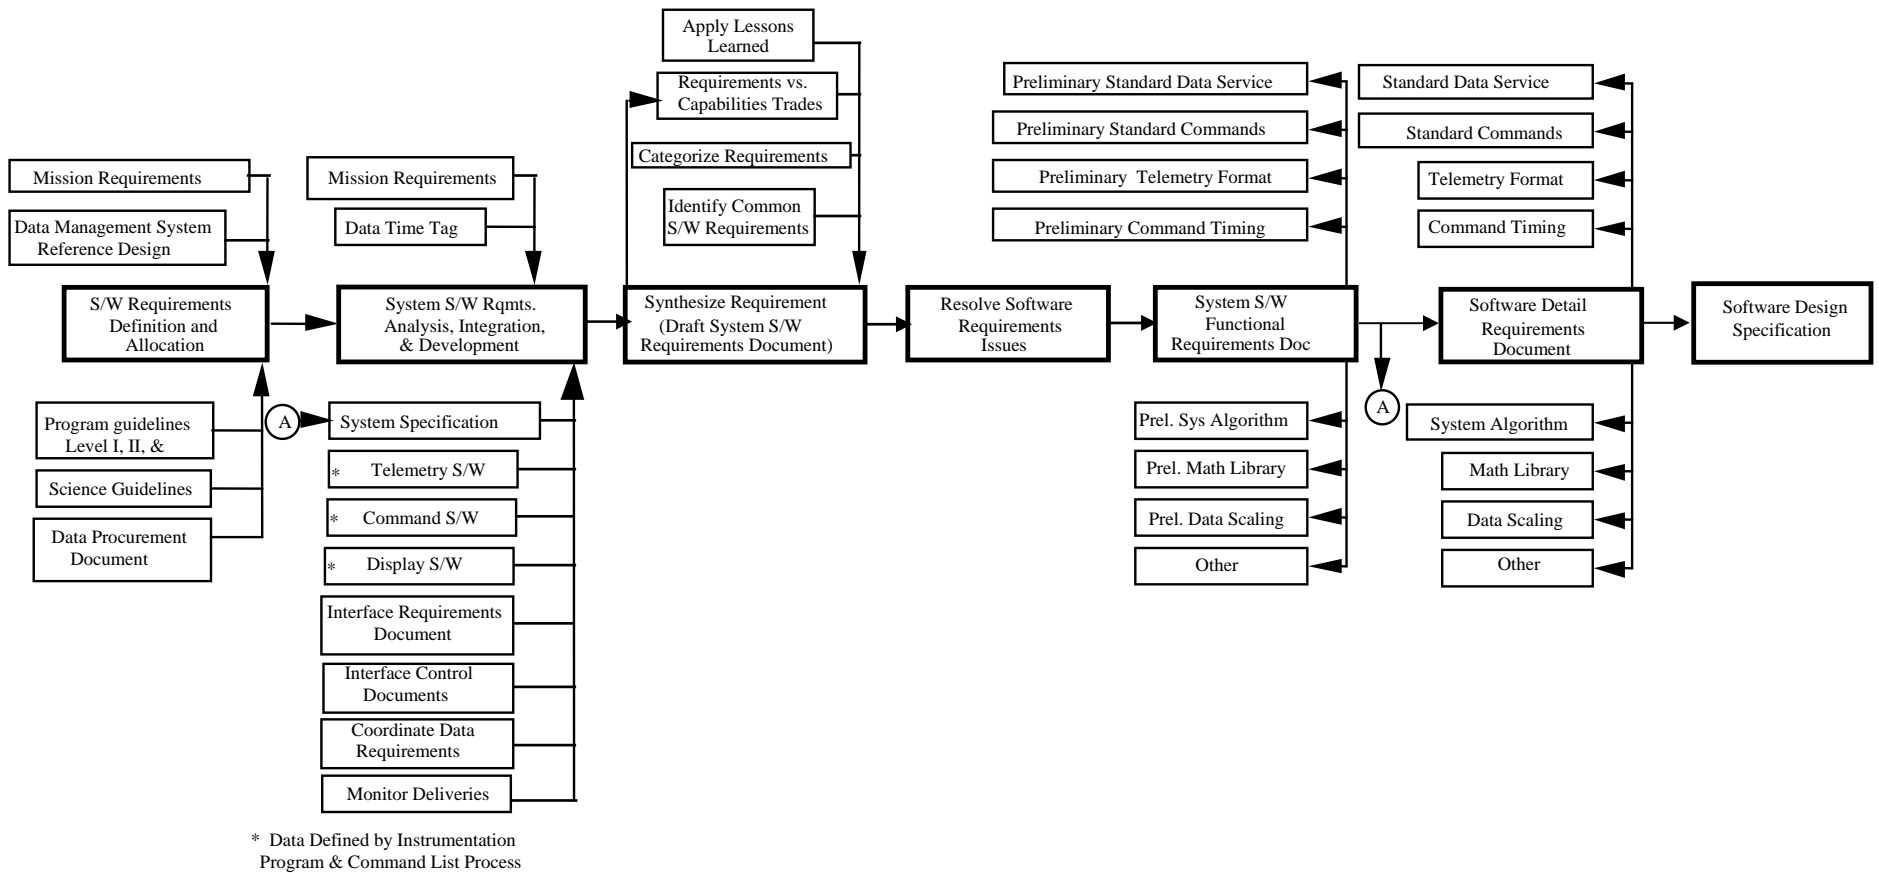 Apply Lessons
Learned
Requirements vs.
Capabilities Trades
Categorize Requirements
Identify Common
S/W Requirements
Preliminary Standard Data Service
Preliminary Standard Commands
Preliminary Telemetry Format
Preliminary Command Timing
Standard Data Service
Standard Commands
Telemetry Format
Command Timing
Mission Requirements
Data Management System
Reference Design
Mission Requirements
Data Time Tag
S/W Requirements
Definition and
Allocation
System S/W Rqmts.
Analysis, Integration,
& Development
Synthesize Requirement
(Draft System S/W
Requirements Document)
Resolve Software
Requirements
Issues
System S/W
Functional
Requirements Doc
Software Detail
Requirements
Document
Software Design
Specification
Program guidelines
Level I, II, &
Science Guidelines
Data Procurement
Document
A
System Specification
* Telemetry S/W
* Command S/W
* Display S/W
Interface Requirements
Document
Interface Control
Documents
Coordinate Data
Requirements
Monitor Deliveries
Prel. Sys Algorithm
Prel. Math Library
Prel. Data Scaling
Other
A
System Algorithm
Math Library
Data Scaling
Other
* Data Defined by Instrumentation
Program & Command List Process